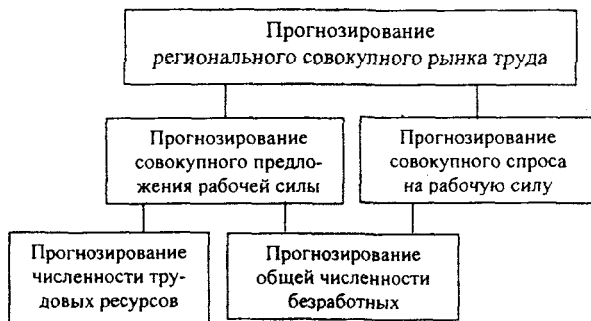 Прогнозирование
регионального совокупного рынка труда
Прогнозирование
совокупного предло-
жения рабочей силы
Прогнозирование
совокупного спроса
на рабочую силу
Прогнозирование
численности тру-
довых ресурсов
Прогнозирование
общей численности
безработных